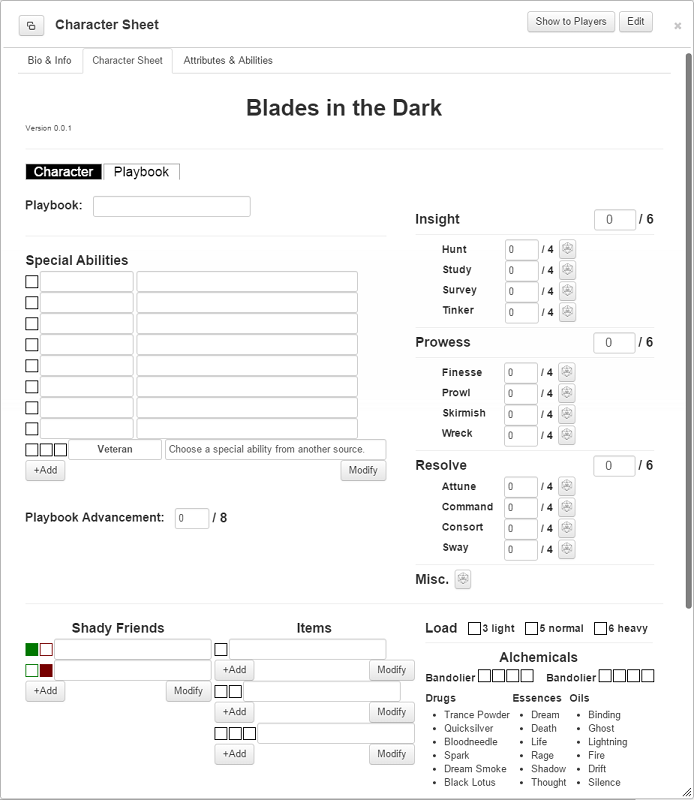 Character Sheet
Show to Players
Edit
×
Bio & Info
Character Sheet
Attributes & Abilities
Blades in the Dark
Version 0.0.1
Character
Playbook
Playbook:
Special Abilities
Veteran
Choose a special ability from another source.
+Add
Modify
Playbook Advancement:
0 / 8
Insight
0 / 6
Hunt
0 / 4
Study
0 / 4
Survey
0 / 4
Tinker
0 / 4
Prowess
0 / 6
Finesse
0 / 4
Prowl
0 / 4
Skirmish
0 / 4
Wreck
0 / 4
Resolve
0 / 6
Attune
0 / 4
Command
0 / 4
Consort
0 / 4
Sway
0 / 4
Misc.
Shady Friends
+Add
Modify
Items
+Add
Modify
+Add
Modify
+Add
Modify
Load
3 light
5 normal
6 heavy
Alchemicals
Bandolier
Bandolier
Drugs
Trance Powder
Quicksilver
Bloodneedle
Spark
Dream Smoke
Black Lotus
Essences
Dream
Death
Life
Rage
Shadow
Thought
Oils
Binding
Ghost
Lightning
Fire
Drift
Silence